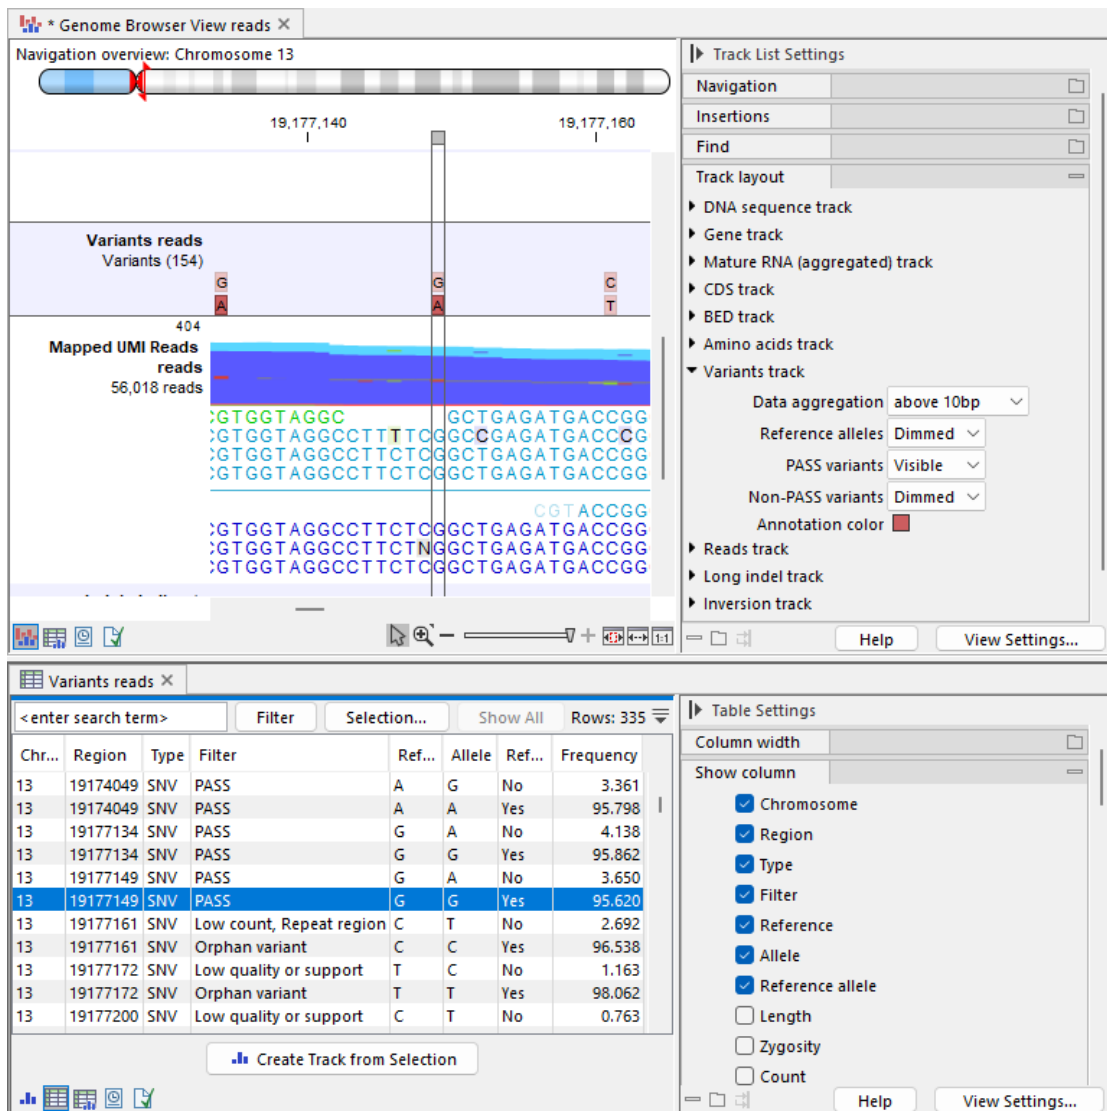 * Genome Browser View reads ×
Navigation overview: Chromosome 13
19,177,140 19,177,160
Variants reads
Variants (154)
G G C
A A T
404
Mapped UMI Reads
reads
56,018 reads
CGTGGTAGGC GCTGAGATGACCGG
CGTGGTAGGCCTTTTCGGCCGAGATGACCCG
CGTGGTAGGCCTTCTCGGCTGAGATGACCGG
CGTGGTAGGCCTTCTCGGCTGAGATGACCGG
CGTACCGG
CGTGGTAGGCCTTCTCGGCTGAGATGACCGG
CGTGGTAGGCCTTCTNGGCTGAGATGACCGG
CGTGGTAGGCCTTCTCGGCTGAGATGACCGG
1:1
Track List Settings
Navigation
Insertions
Find
Track layout
DNA sequence track
Gene track
Mature RNA (aggregated) track
CDS track
BED track
Amino acids track
Variants track
Data aggregation above 10bp
Reference alleles Dimmed
PASS variants Visible
Non-PASS variants Dimmed
Annotation color
Reads track
Long indel track
Inversion track
Help View Settings...
Variants reads ×
<enter search term> Filter Selection... Show All Rows: 335
Chr... Region Type Filter Ref... Allele Ref... Frequency
13 19174049 SNV PASS A G No 3.361
13 19174049 SNV PASS A A Yes 95.798
13 19177134 SNV PASS G A No 4.138
13 19177134 SNV PASS G G Yes 95.862
13 19177149 SNV PASS G A No 3.650
13 19177149 SNV PASS G G Yes 95.620
13 19177161 SNV Low count, Repeat region C T No 2.692
13 19177161 SNV Orphan variant C C Yes 96.538
13 19177172 SNV Low quality or support T C No 1.163
13 19177172 SNV Orphan variant T T Yes 98.062
13 19177200 SNV Low quality or support C T No 0.763
Create Track from Selection
Table Settings
Column width
Show column
Chromosome
Region
Type
Filter
Reference
Allele
Reference allele
Length
Zygosity
Count
Help View Settings...